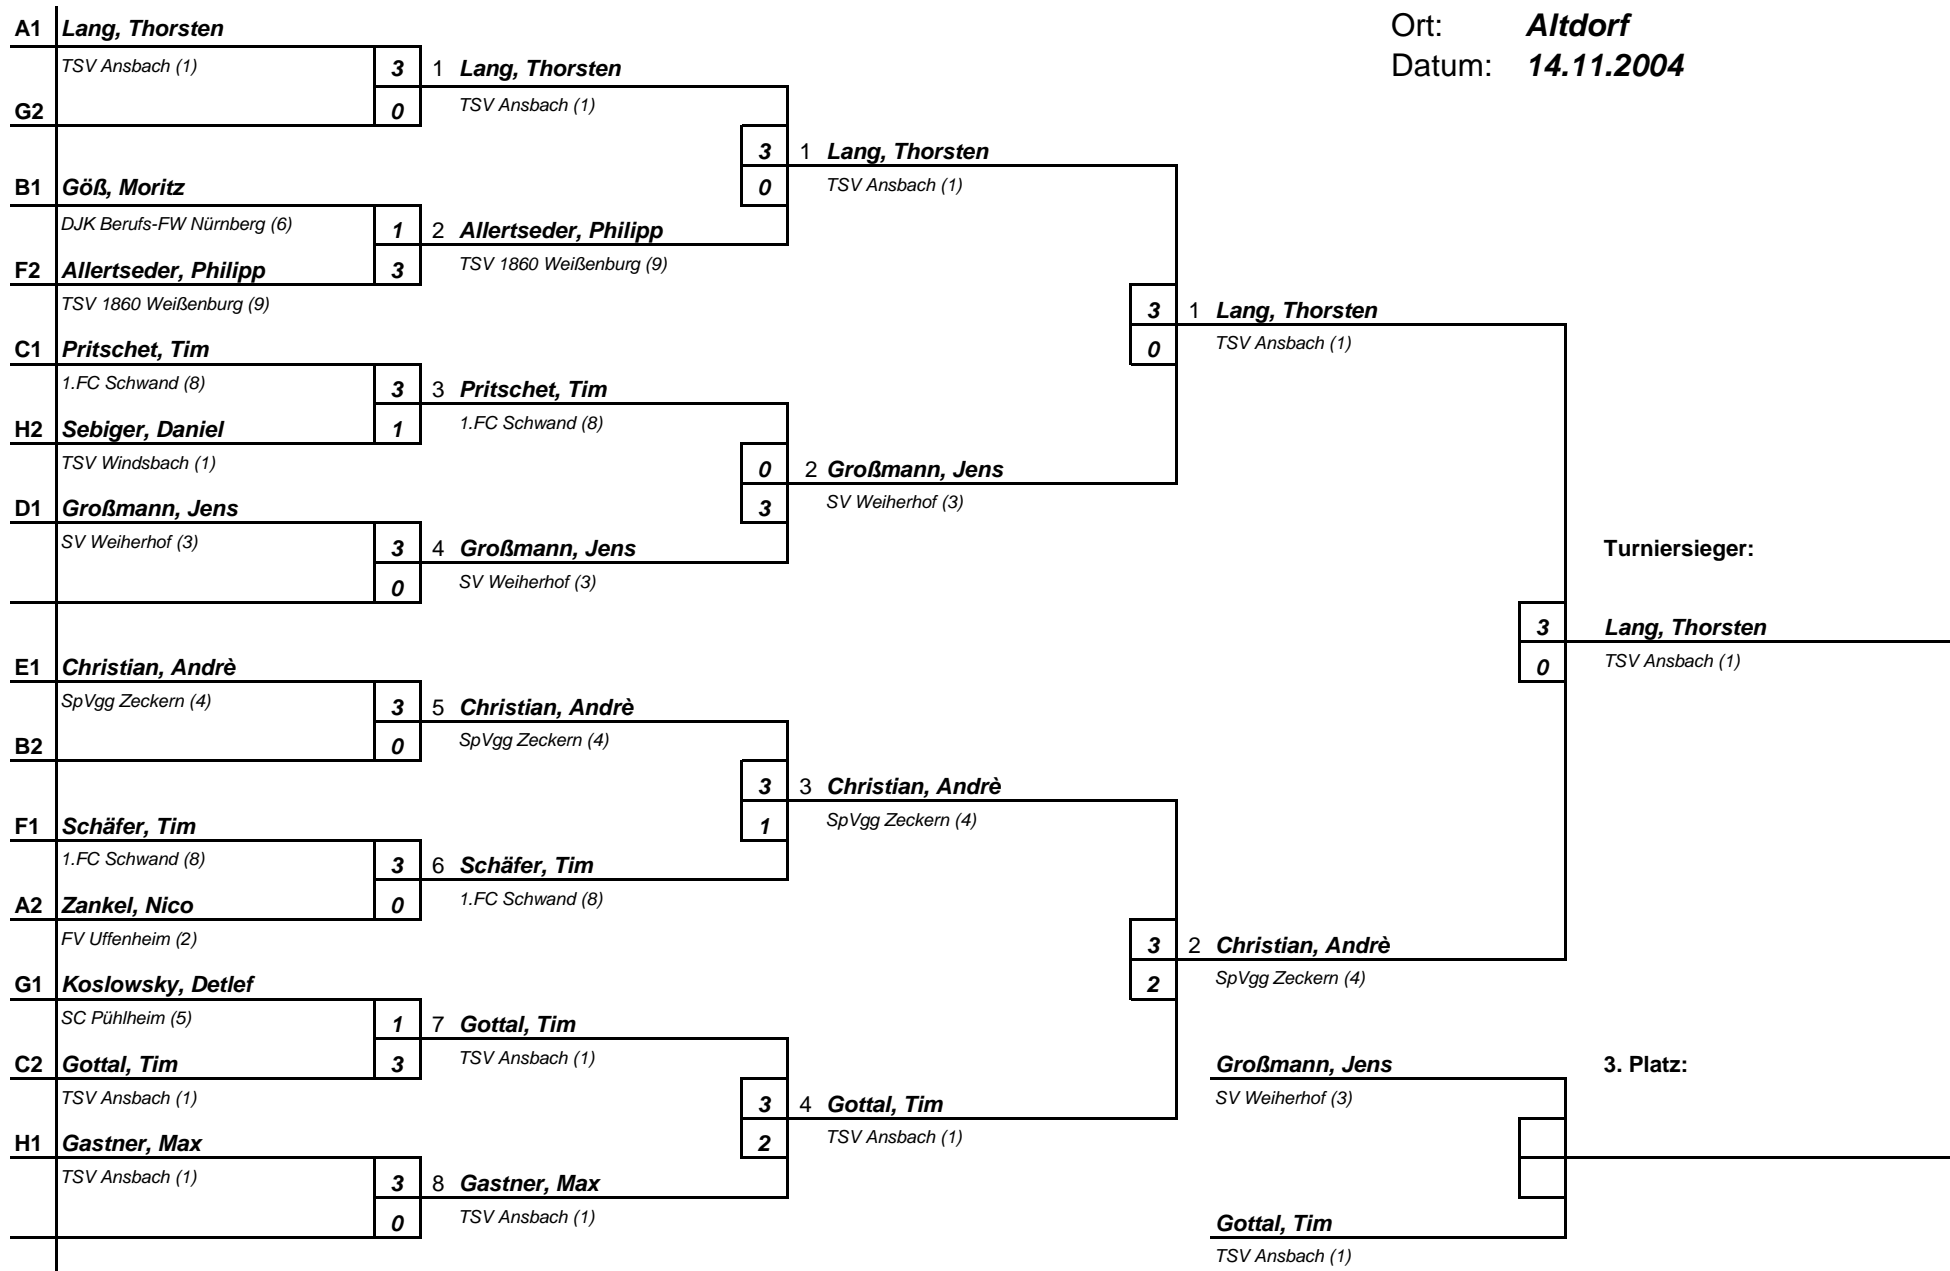 Ort: Altdorf
Datum: 14.11.2004
A1 Lang, Thorsten
TSV Ansbach (1)
3 1 Lang, Thorsten
G2 0 TSV Ansbach (1)
3 1 Lang, Thorsten
0 TSV Ansbach (1)
B1 Göß, Moritz
DJK Berufs-FW Nürnberg (6)
1 2 Allertseder, Philipp
F2 Allertseder, Philipp 3 TSV 1860 Weißenburg (9)
TSV 1860 Weißenburg (9)
3 1 Lang, Thorsten
0 TSV Ansbach (1)
C1 Pritschet, Tim
1.FC Schwand (8)
3 3 Pritschet, Tim
H2 Sebiger, Daniel 1 1.FC Schwand (8)
TSV Windsbach (1)
0 2 Großmann, Jens
3 SV Weiherhof (3)
D1 Großmann, Jens
SV Weiherhof (3)
3 4 Großmann, Jens
0 SV Weiherhof (3)
Turniersieger:
3 Lang, Thorsten
0 TSV Ansbach (1)
E1 Christian, Andrè
SpVgg Zeckern (4)
3 5 Christian, Andrè
B2 0 SpVgg Zeckern (4)
3 3 Christian, Andrè
1 SpVgg Zeckern (4)
F1 Schäfer, Tim
1.FC Schwand (8)
3 6 Schäfer, Tim
A2 Zankel, Nico 0 1.FC Schwand (8)
FV Uffenheim (2)
3 2 Christian, Andrè
2 SpVgg Zeckern (4)
G1 Koslowsky, Detlef
SC Pühlheim (5)
1 7 Gottal, Tim
C2 Gottal, Tim 3 TSV Ansbach (1)
TSV Ansbach (1)
3 4 Gottal, Tim
2 TSV Ansbach (1)
H1 Gastner, Max
TSV Ansbach (1)
3 8 Gastner, Max
0 TSV Ansbach (1)
Großmann, Jens 3. Platz:
SV Weiherhof (3)
Gottal, Tim
TSV Ansbach (1)